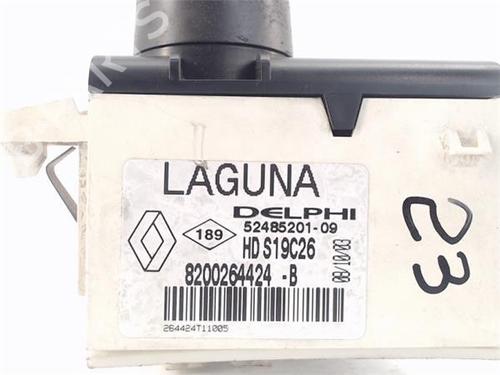 LAGUNA
189
DELPHI
52485201-09
HD S19C26
8200264424 -B
08/10/03
264424T11005
23